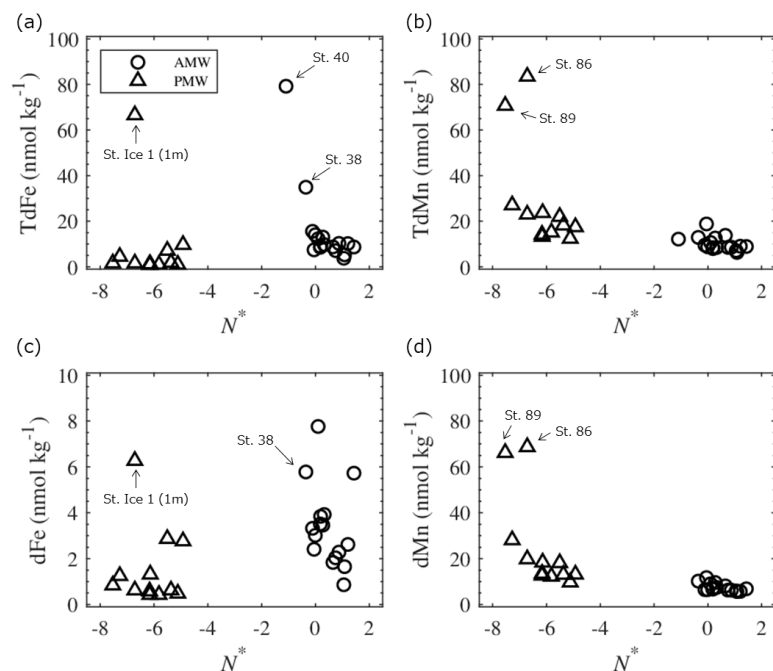 (a)
100
80
60
40
20
0
TdFe (nmol kg⁻¹)
AMW
PMW
St. 40
St. Ice 1 (1m)
St. 38
-8 -6 -4 -2 0 2
N*
(b)
100
80
60
40
20
0
TdMn (nmol kg⁻¹)
St. 86
St. 89
-8 -6 -4 -2 0 2
N*
(c)
10
8
6
4
2
0
dFe (nmol kg⁻¹)
St. 38
St. Ice 1 (1m)
-8 -6 -4 -2 0 2
N*
(d)
100
80
60
40
20
0
dMn (nmol kg⁻¹)
St. 89
St. 86
-8 -6 -4 -2 0 2
N*